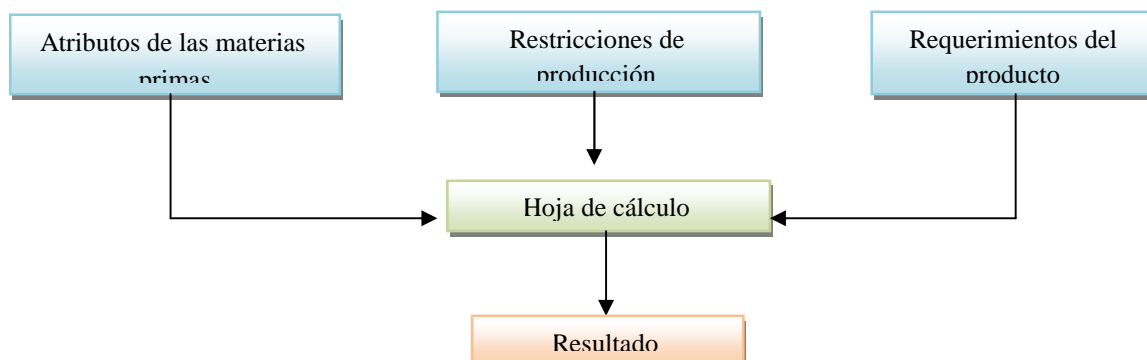 Atributos de las materias
primas
Restricciones de
producción
Requerimientos del
producto
Hoja de cálculo
Resultado